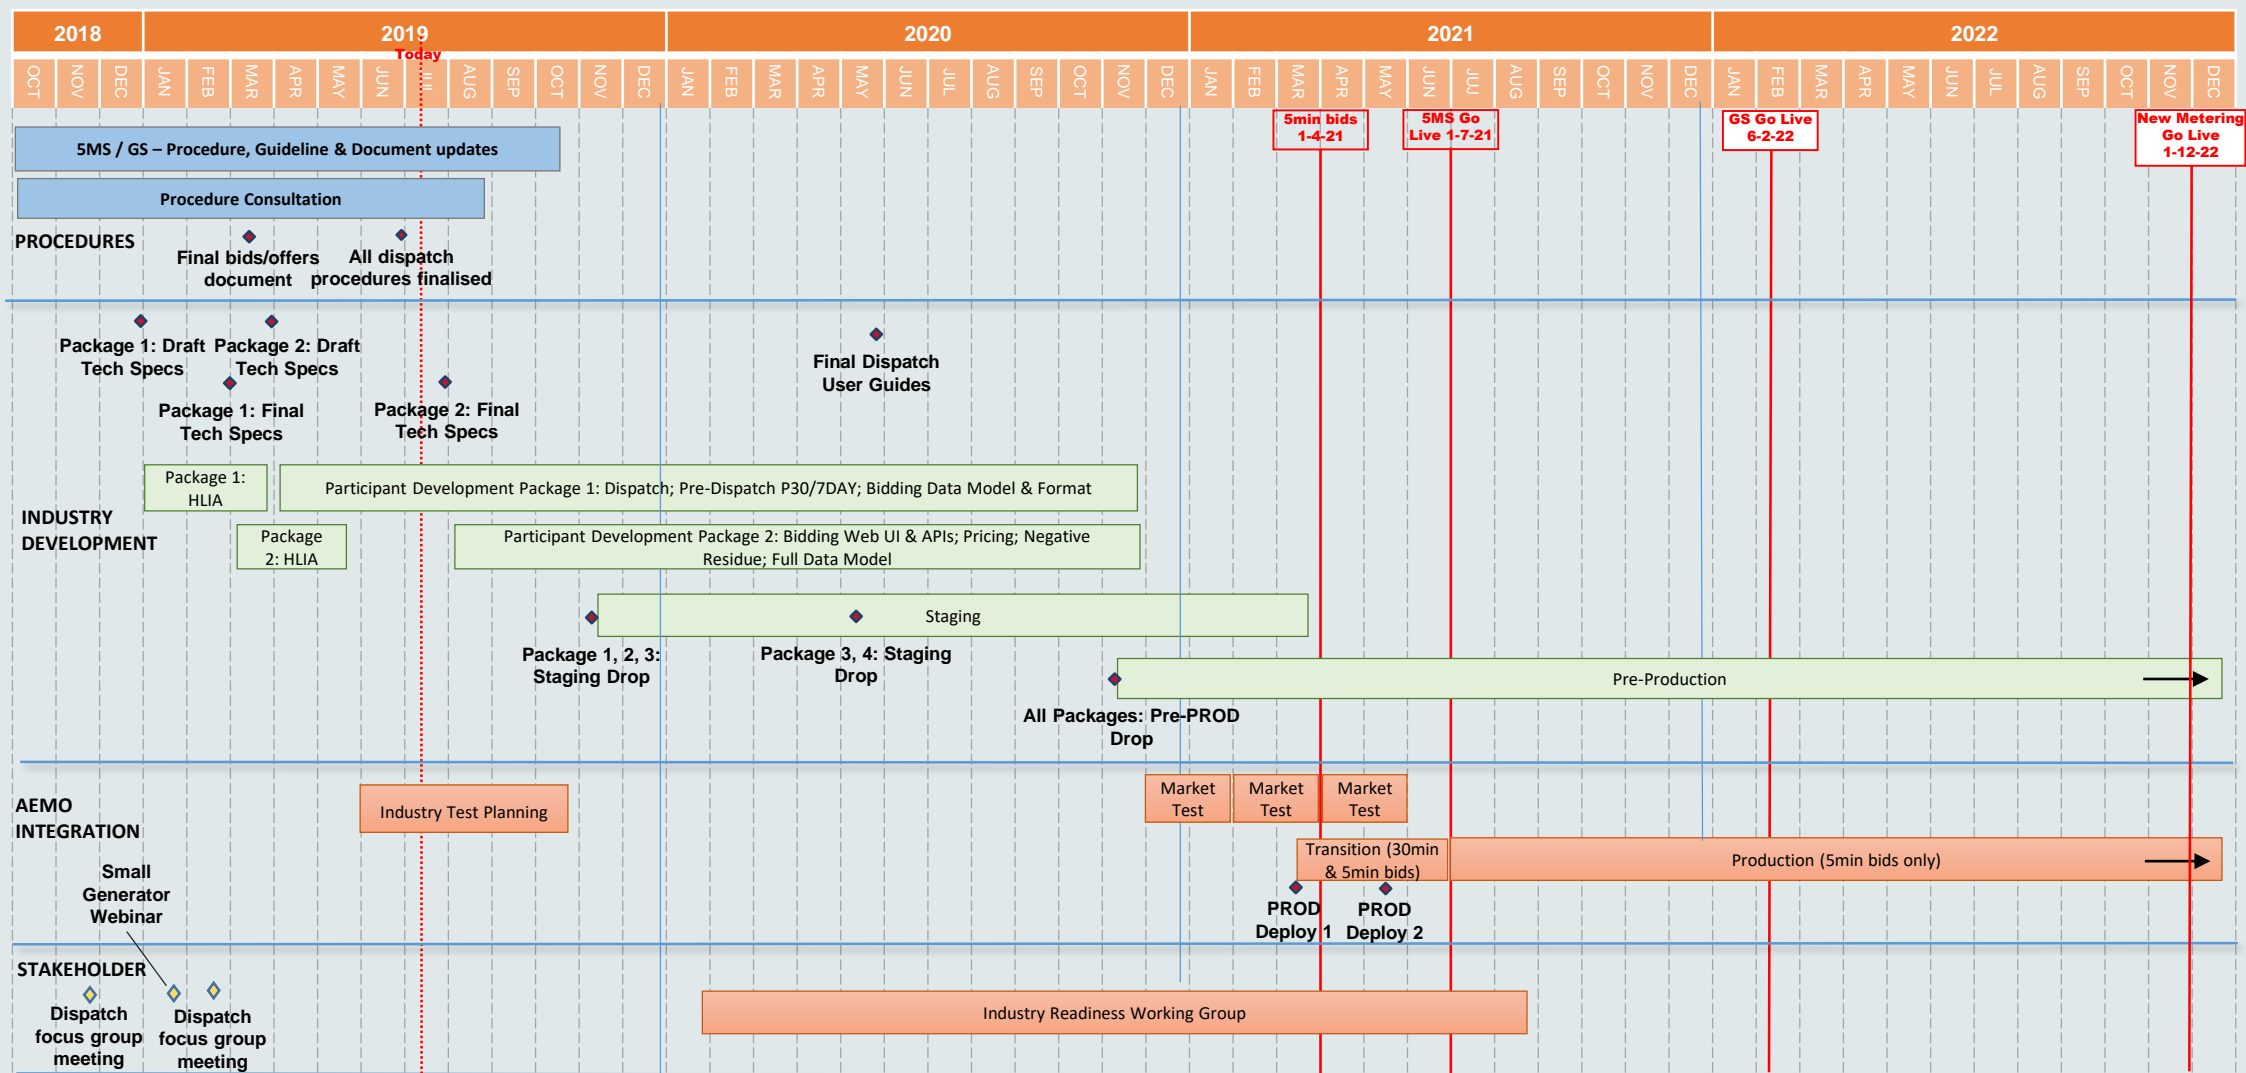 2018 2019 2020 2021 2022
Today
OCT NOV DEC JAN FEB MAR APR MAY JUN JUL AUG SEP OCT NOV DEC JAN FEB MAR APR MAY JUN JUL AUG SEP OCT NOV DEC JAN FEB MAR APR MAY JUN JUJ AUG SEP OCT NOV DEC JAN FEB MAR APR MAY JUN JUL AUG SEP OCT NOV DEC
5min bids
1-4-21
5MS Go
Live 1-7-21
GS Go Live
6-2-22
New Metering
Go Live
1-12-22
5MS / GS – Procedure, Guideline & Document updates
Procedure Consultation
PROCEDURES
Final bids/offers
document
All dispatch
procedures finalised
Package 1: Draft
Tech Specs
Package 2: Draft
Tech Specs
Final Dispatch
User Guides
Package 1: Final
Tech Specs
Package 2: Final
Tech Specs
Package 1:
HLIA
Participant Development Package 1: Dispatch; Pre-Dispatch P30/7DAY; Bidding Data Model & Format
INDUSTRY
DEVELOPMENT
Package
2: HLIA
Participant Development Package 2: Bidding Web UI & APIs; Pricing; Negative
Residue; Full Data Model
Staging
Package 1, 2, 3:
Staging Drop
Package 3, 4: Staging
Drop
Pre-Production
All Packages: Pre-PROD
Drop
AEMO
INTEGRATION
Industry Test Planning
Market
Test
Market
Test
Market
Test
Transition (30min
& 5min bids)
Production (5min bids only)
PROD
Deploy 1
PROD
Deploy 2
Small
Generator
Webinar
STAKEHOLDER
Dispatch
focus group
meeting
Dispatch
focus group
meeting
Industry Readiness Working Group